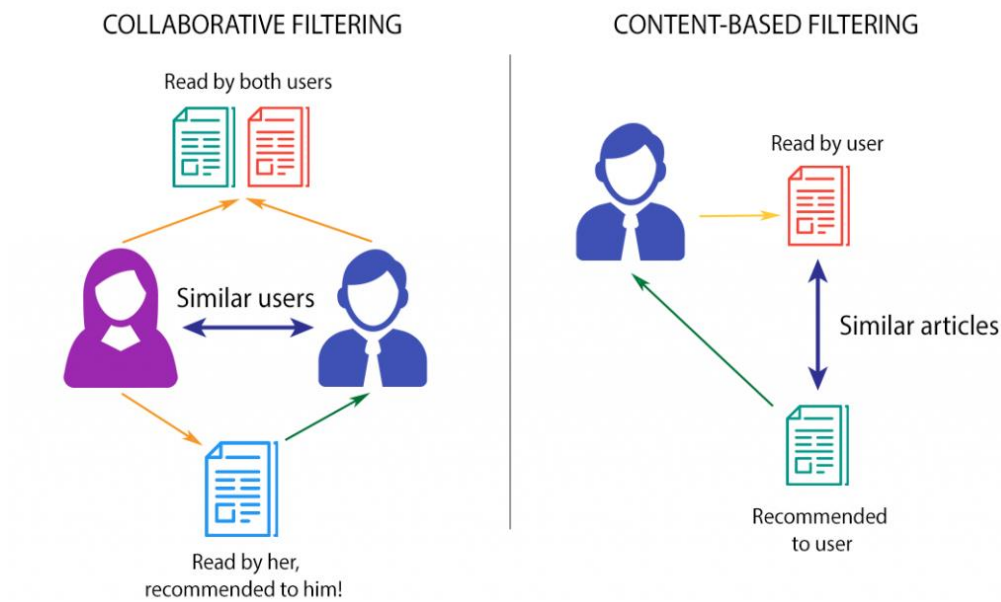 COLLABORATIVE FILTERING
Read by both users
Similar users
Read by her,
recommended to him!
CONTENT-BASED FILTERING
Read by user
Similar articles
Recommended
to user